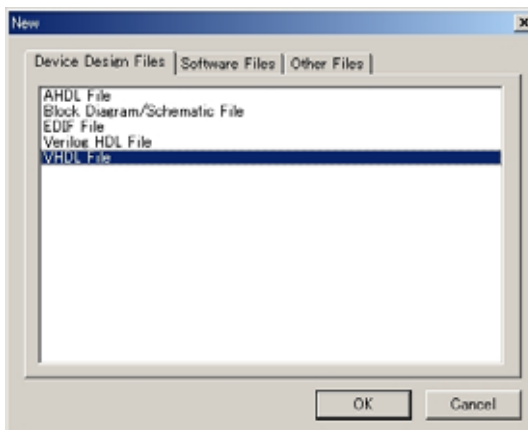 New
Device Design Files Software Files Other Files
AHDL File
Block Diagram/Schematic File
EDIF File
Verilog HDL File
VHDL File
OK Cancel